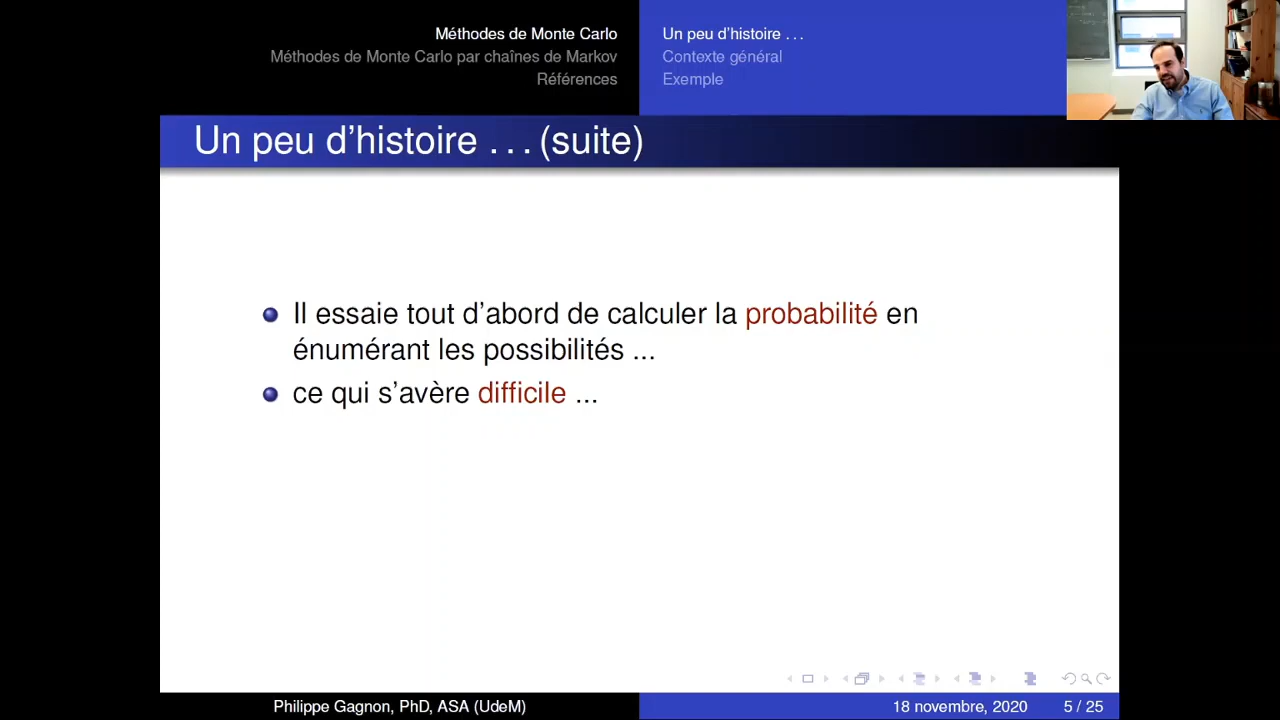 Méthodes de Monte Carlo
Méthodes de Monte Carlo par chaînes de Markov
Références
Un peu d'histoire . . .
Contexte général
Exemple
Un peu d'histoire . . . (suite)
Il essaie tout d'abord de calculer la probabilité en
énumérant les possibilités ...
ce qui s'avère difficile ...
Philippe Gagnon, PhD, ASA (UdeM)
18 novembre, 2020
5 / 25